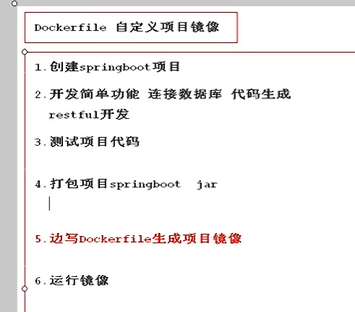 Dockerfile 自定义项目镜像
1.创建springboot项目
2.开发简单功能 连接数据库 代码生成
restful开发
3.测试项目代码
4.打包项目springboot jar
5.边写Dockerfile生成项目镜像
6.运行镜像